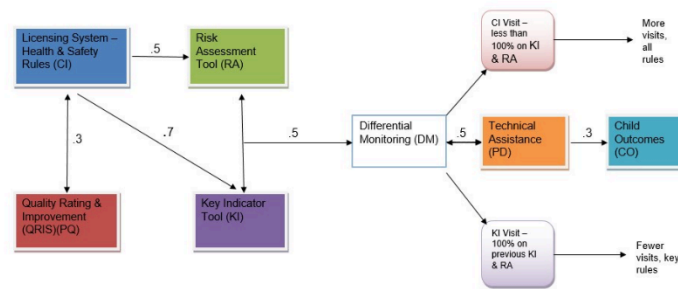 Licensing System –
Health & Safety
Rules (CI)
.5
Risk
Assessment
Tool (RA)
CI Visit –
less than
100% on KI
& RA
More
visits,
all
rules
.3
.7
.5
Differential
Monitoring (DM)
.5
Technical
Assistance
(PD)
.3
Child
Outcomes
(CO)
Quality Rating &
Improvement
(QRIS)(PQ)
Key Indicator
Tool (KI)
KI Visit –
100% on
previous KI
& RA
Fewer
visits, key
rules